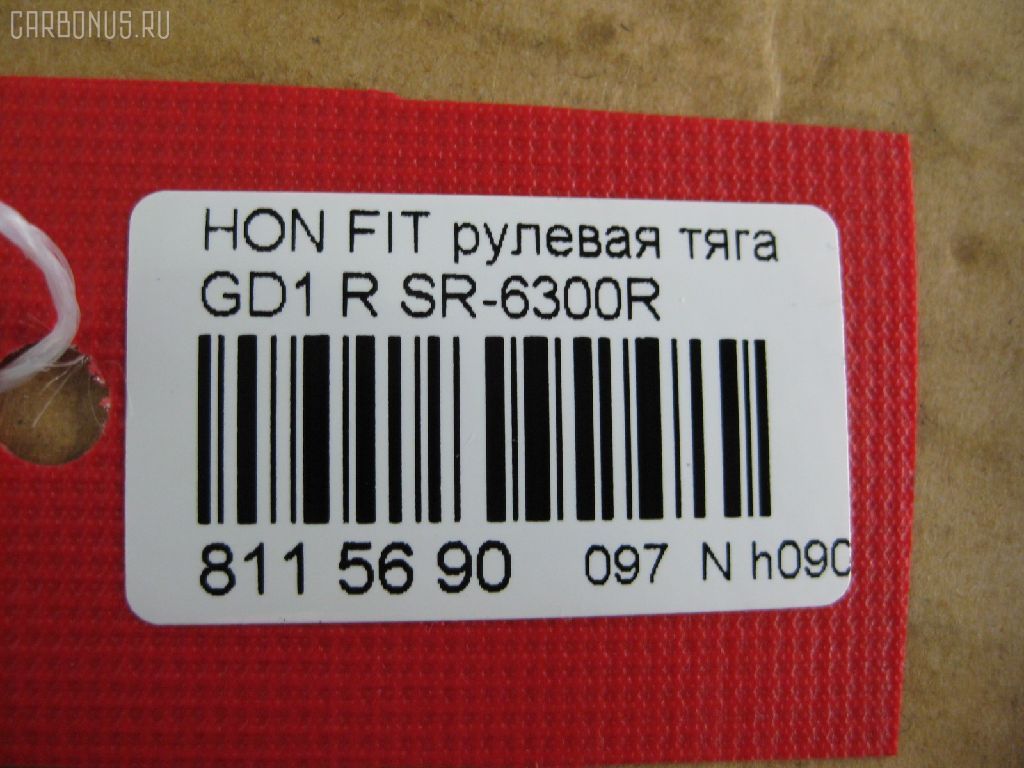 CARBONUS.RU
HON FIT рулевая тяга
GD1 R SR-6300R
811 56 90 097 N h090